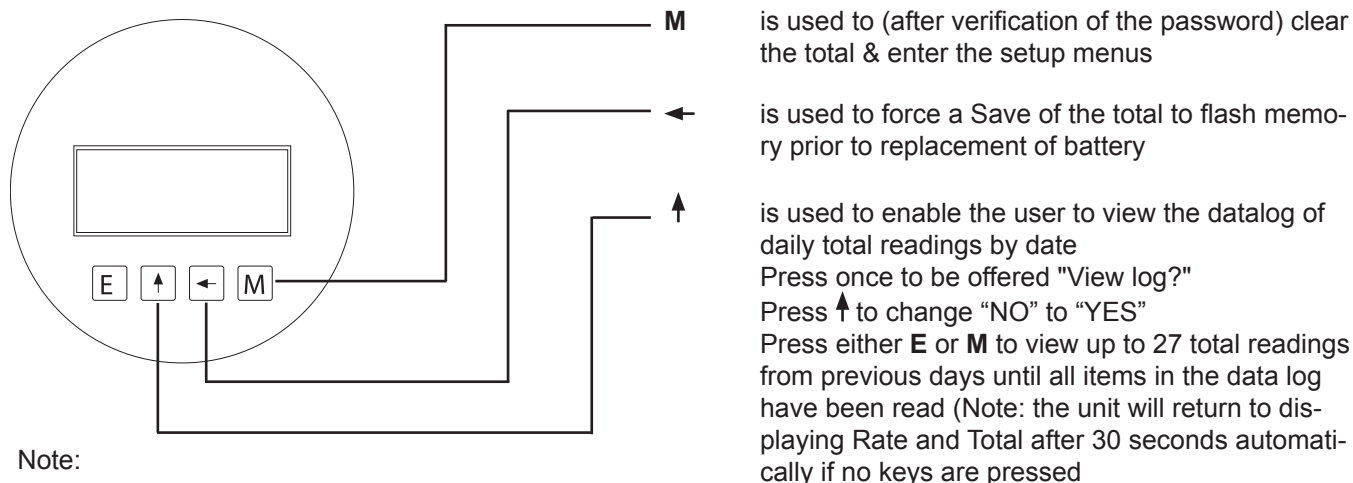 M is used to (after verification of the password) clear
the total & enter the setup menus
← is used to force a Save of the total to flash memo-
ry prior to replacement of battery
↑ is used to enable the user to view the datalog of
daily total readings by date
Press once to be offered "View log?"
Press ↑ to change “NO” to “YES”
Press either E or M to view up to 27 total readings
from previous days until all items in the data log
have been read (Note: the unit will return to dis-
playing Rate and Total after 30 seconds automati-
cally if no keys are pressed
E ↑ ← M
Note: